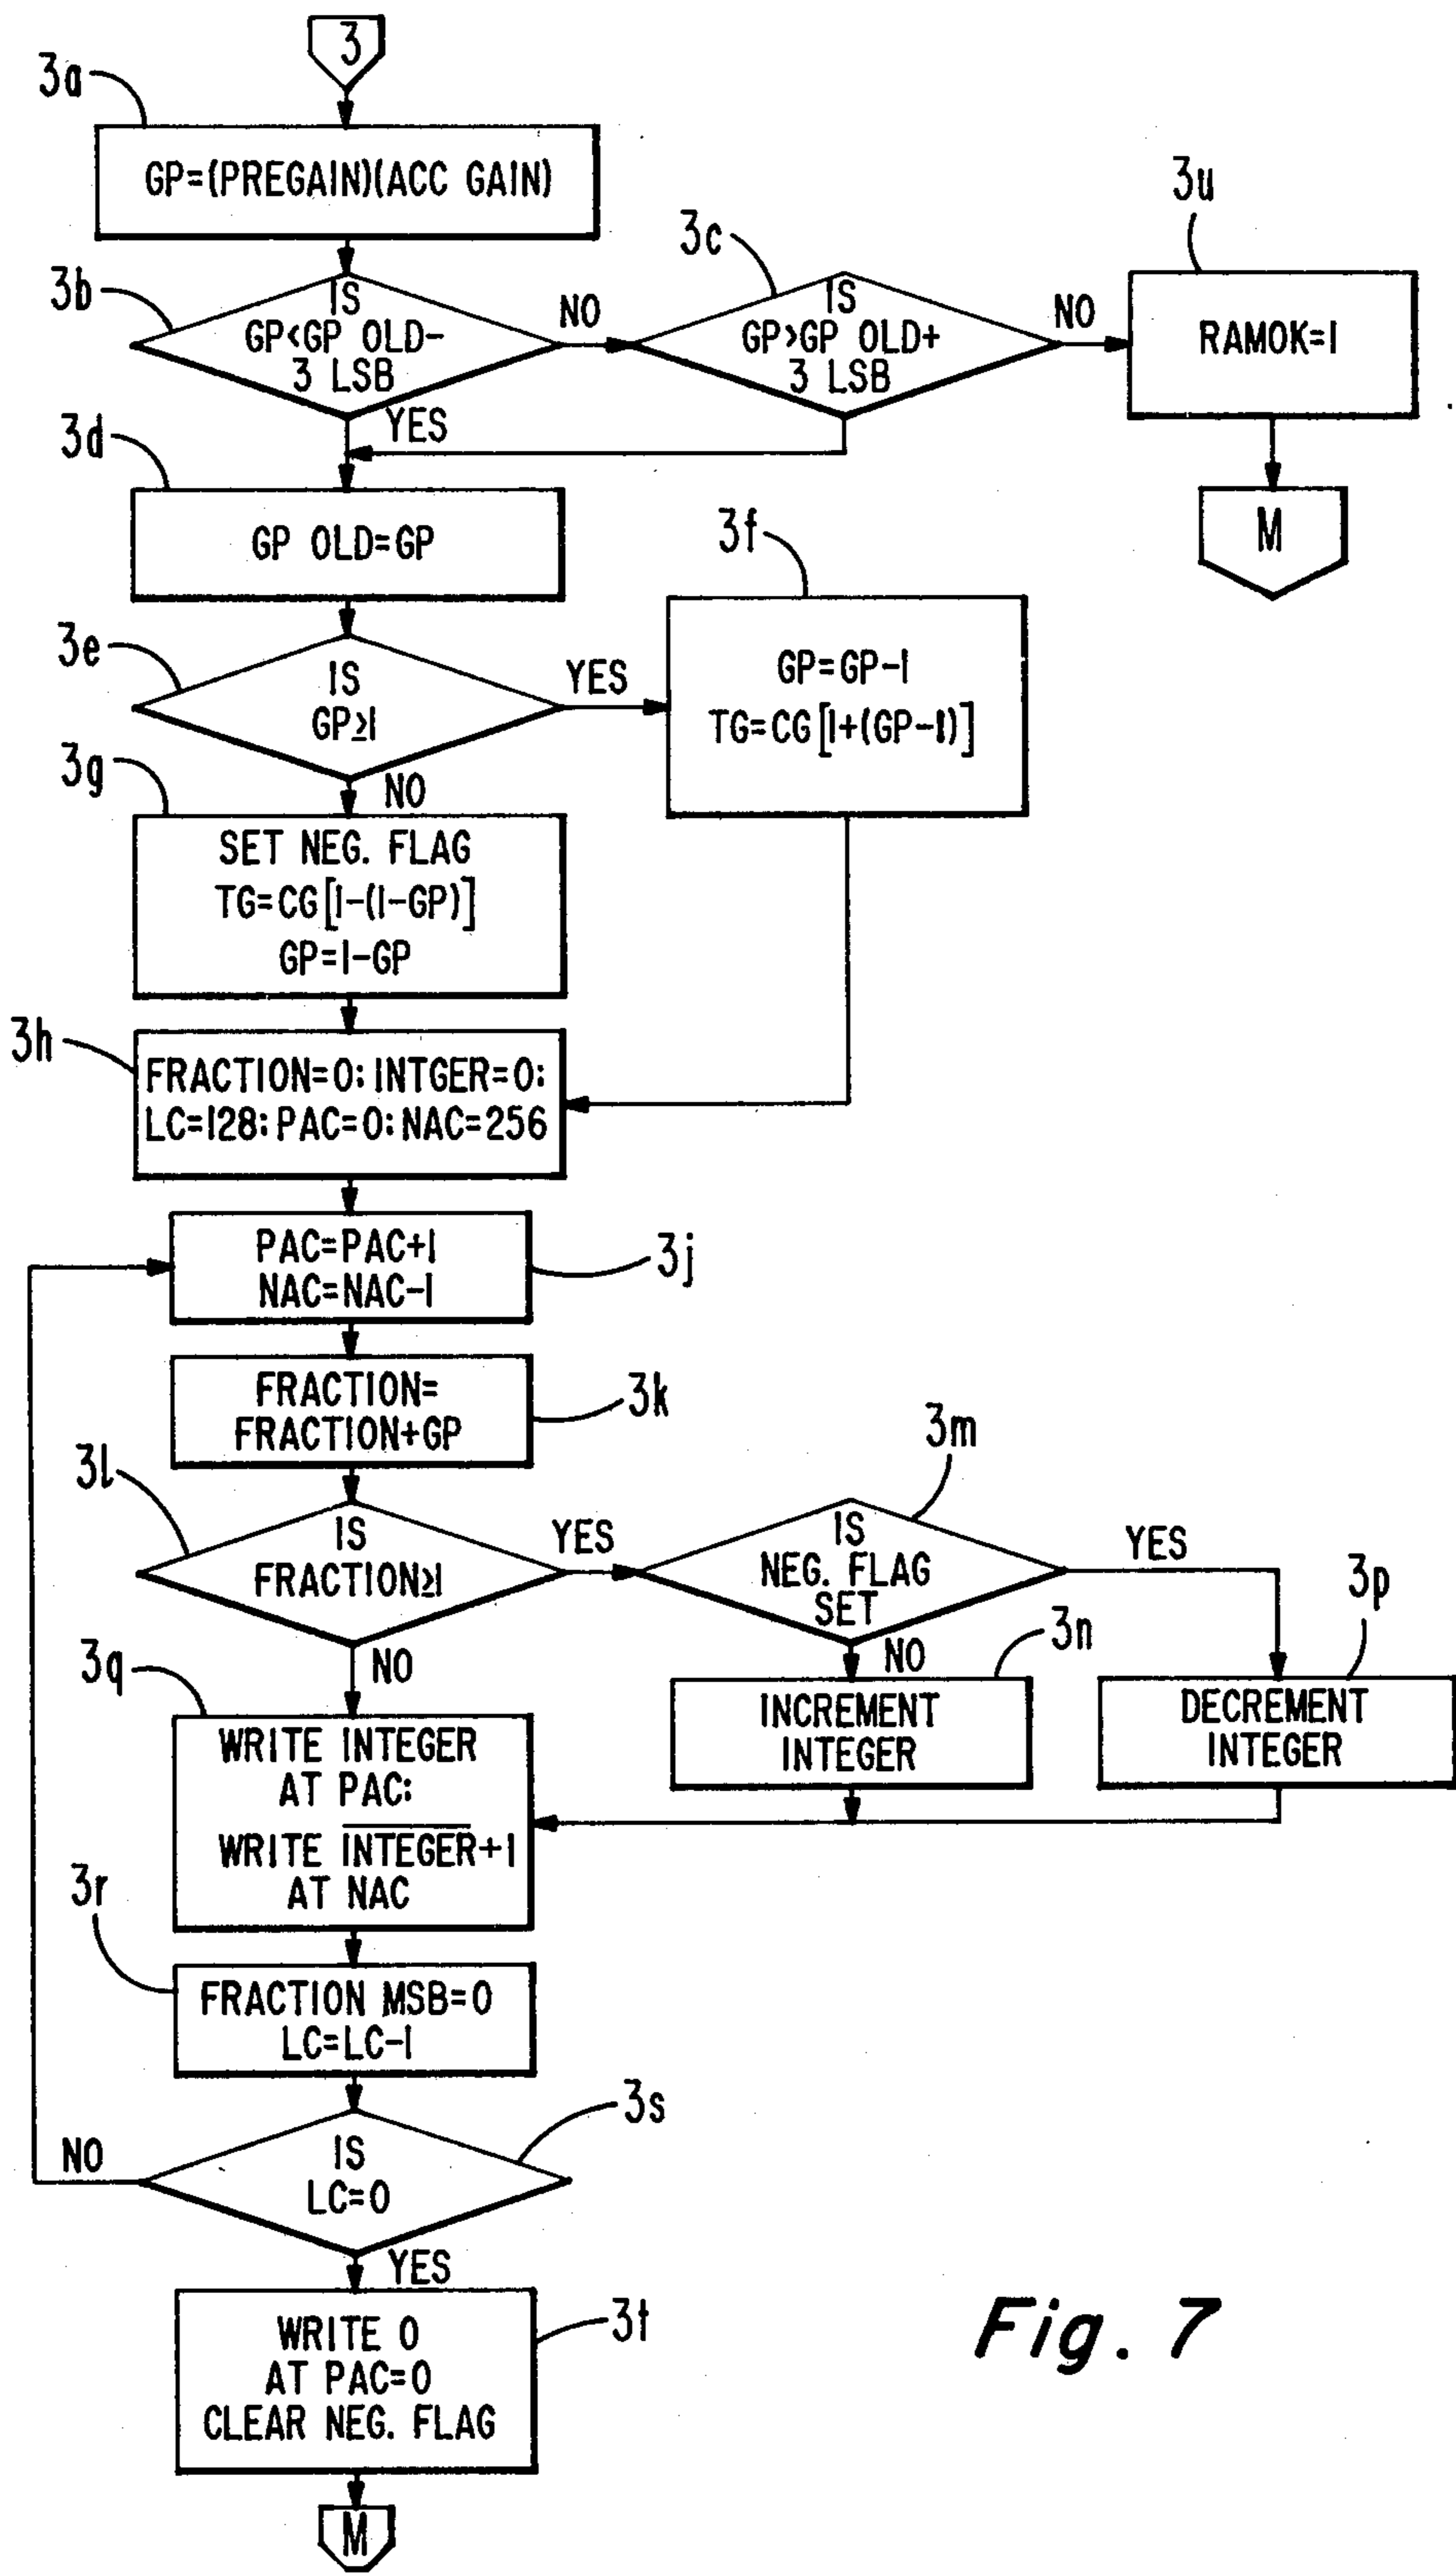 3
3a
GP=(PREGAIN)(ACC GAIN)
3u
3c
3b
IS
GP<GP OLD-
3 LSB
NO
IS
GP>GP OLD+
3 LSB
NO
RAMOK=1
YES
3d
GP OLD=GP
3f
M
3e
IS
GP≥1
YES
GP=GP-1
TG=CG[1+(GP-1)]
3g
NO
SET NEG. FLAG
TG=CG[1-(1-GP)]
GP=1-GP
3h
FRACTION=0; INTGER=0;
LC=128; PAC=0; NAC=256
PAC=PAC+1
NAC=NAC-1
3j
FRACTION=
FRACTION+GP
3k
3l
IS
FRACTION≥1
YES
3m
IS
NEG. FLAG
SET
YES
3p
NO
3n
NO
3q
INCREMENT
INTEGER
DECREMENT
INTEGER
WRITE INTEGER
AT PAC;
WRITE I̅N̅T̅E̅G̅E̅R̅+1
AT NAC
3r
FRACTION MSB=0
LC=LC-1
3s
NO
IS
LC=0
YES
3t
WRITE 0
AT PAC=0
CLEAR NEG. FLAG
M
Fig. 7